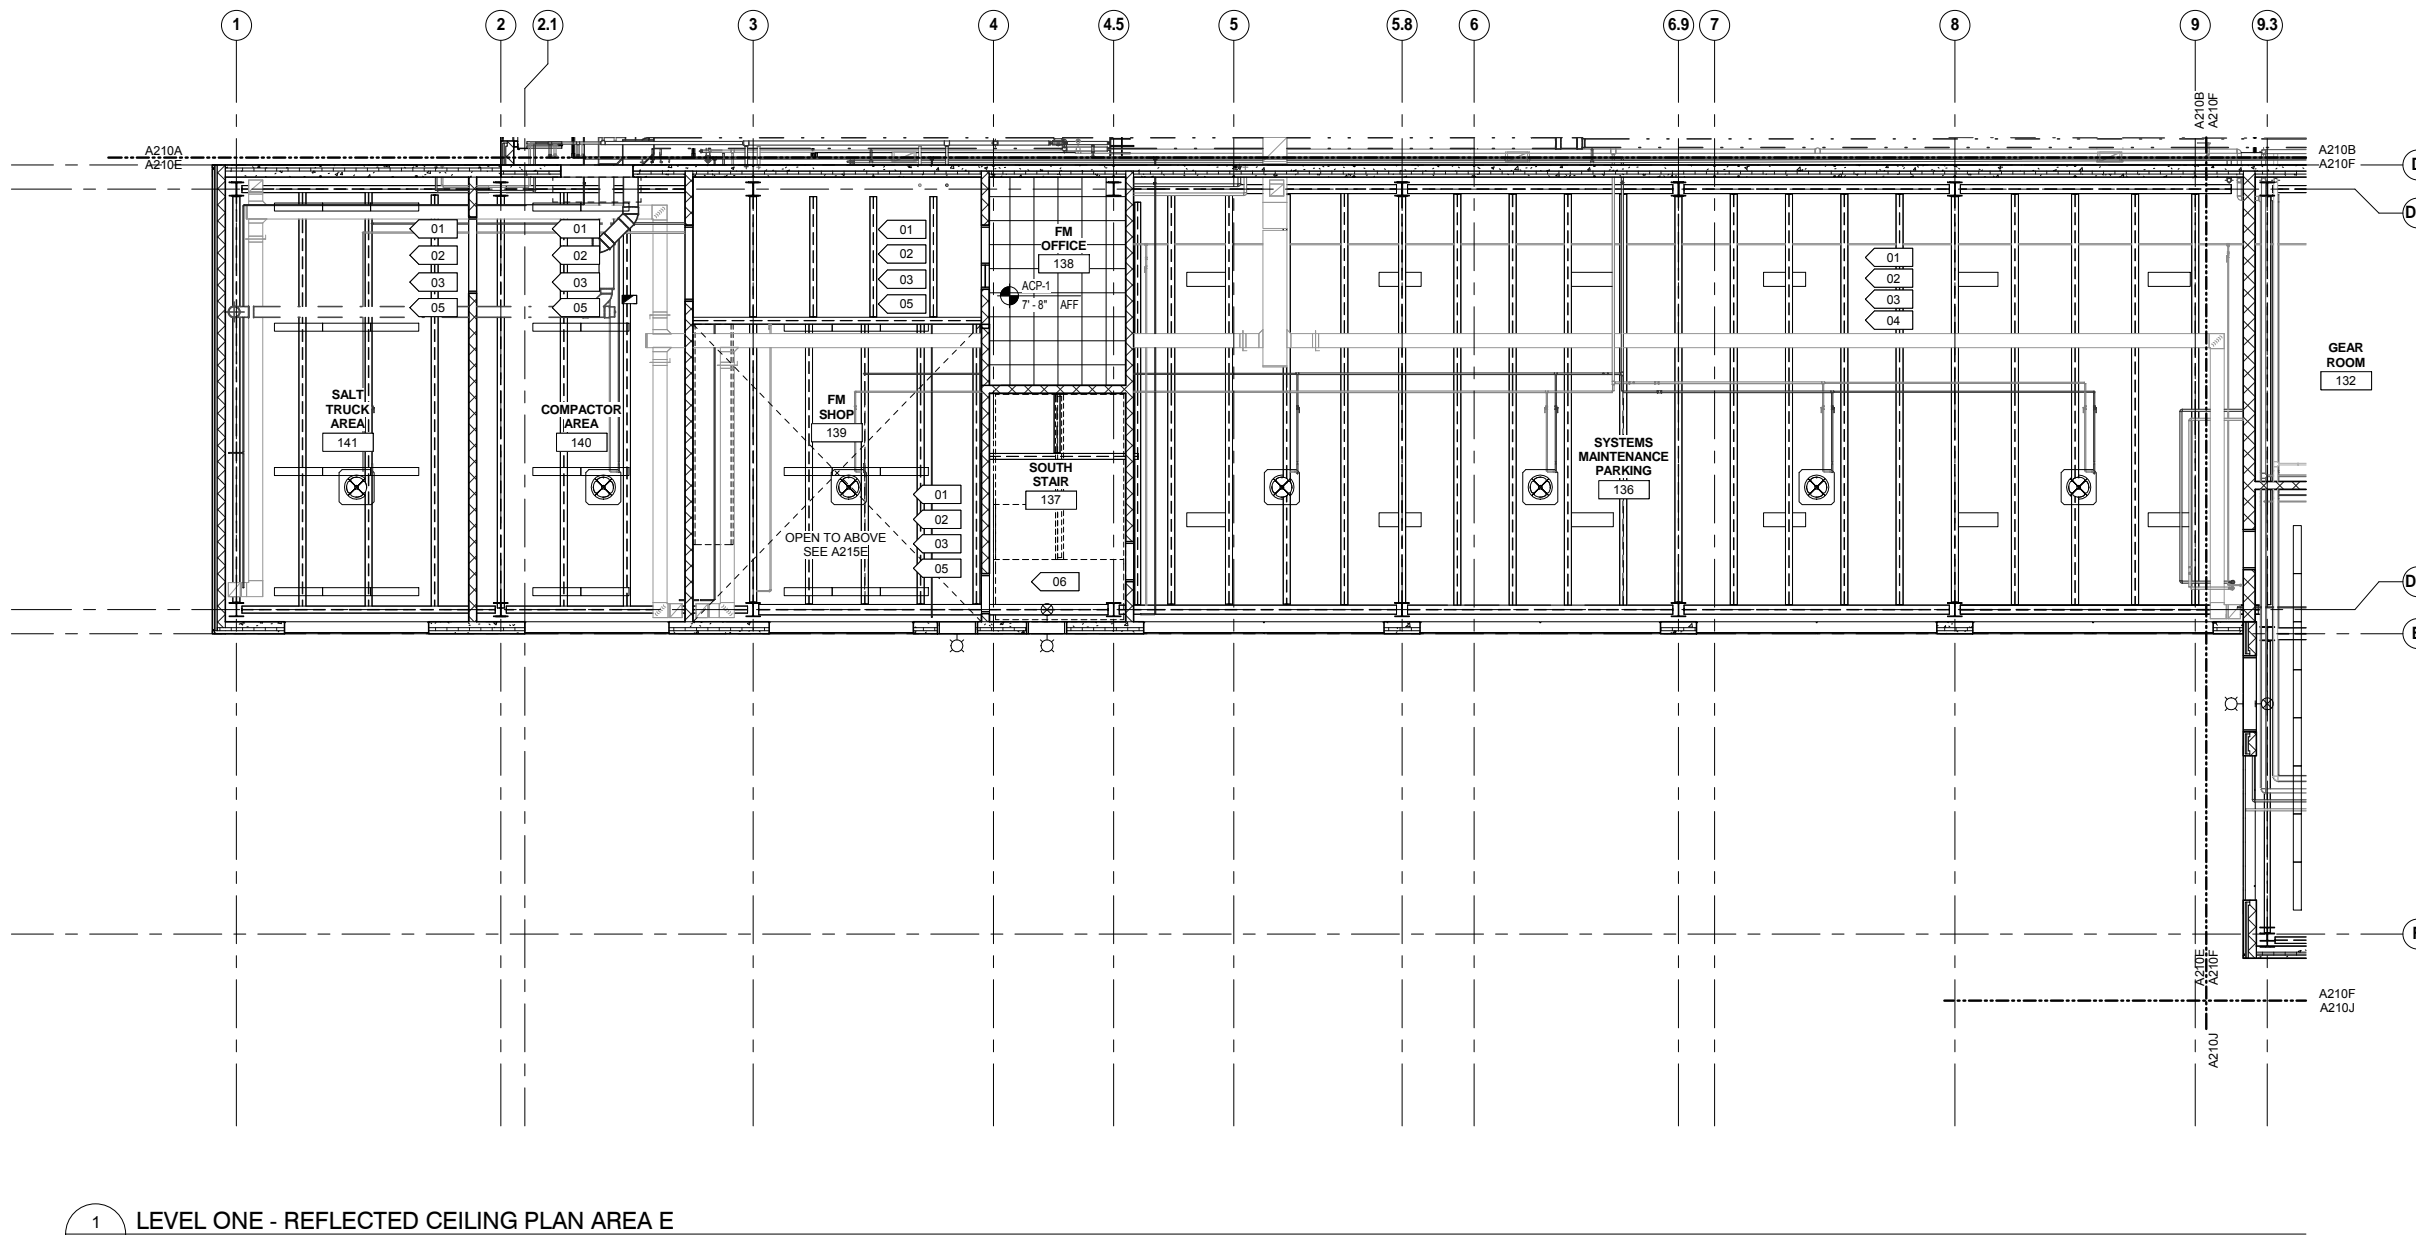 1 2 2.1 3 4 4.5 5 5.8 6 6.9 7 8 9 9.3
A210B
A210F
A210A
A210E
A210B
A210F
D
D
01
02
03
05
01
02
03
05
01
02
03
05
FM
OFFICE
138
ACP-1
7' - 8" AFF
01
02
03
04
GEAR
ROOM
132
SALT
TRUCK
AREA
141
COMPACTOR
AREA
140
FM
SHOP
139
SYSTEMS
MAINTENANCE
PARKING
136
SOUTH
STAIR
137
01
02
03
05
OPEN TO ABOVE
SEE A215E
06
D
A210E
A210F
A210F
A210J
A210J
1 LEVEL ONE - REFLECTED CEILING PLAN AREA E